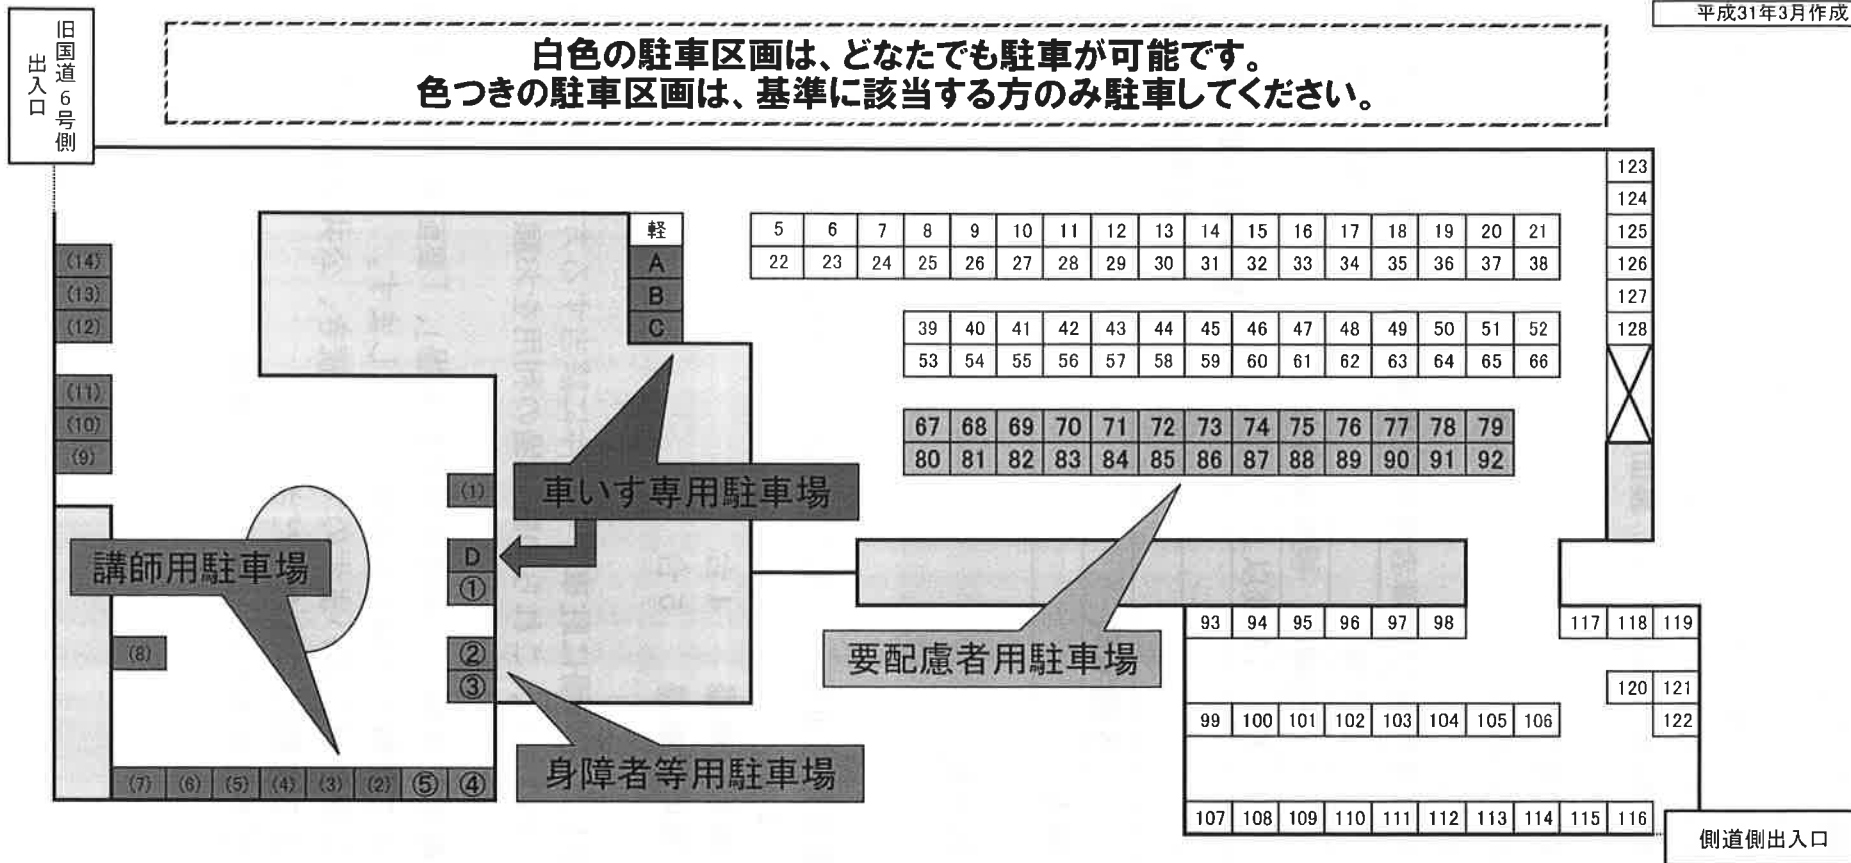 平成31年3月作成
旧国道6号側
出入口
白色の駐車区画は、どなたでも駐車が可能です。
色つきの駐車区画は、基準に該当する方のみ駐車してください。
123
124
125
126
127
128
軽
A
B
C
5 6 7 8 9 10 11 12 13 14 15 16 17 18 19 20 21
22 23 24 25 26 27 28 29 30 31 32 33 34 35 36 37 38
39 40 41 42 43 44 45 46 47 48 49 50 51 52
53 54 55 56 57 58 59 60 61 62 63 64 65 66
67 68 69 70 71 72 73 74 75 76 77 78 79
80 81 82 83 84 85 86 87 88 89 90 91 92
(14)
(13)
(12)
(11)
(10)
(9)
(1)
車いす専用駐車場
D
①
講師用駐車場
(8)
②
③
要配慮者用駐車場
身障者等用駐車場
(7) (6) (5) (4) (3) (2) ⑤ ④
93 94 95 96 97 98
117 118 119
120 121
122
99 100 101 102 103 104 105 106
107 108 109 110 111 112 113 114 115 116
側道側出入口